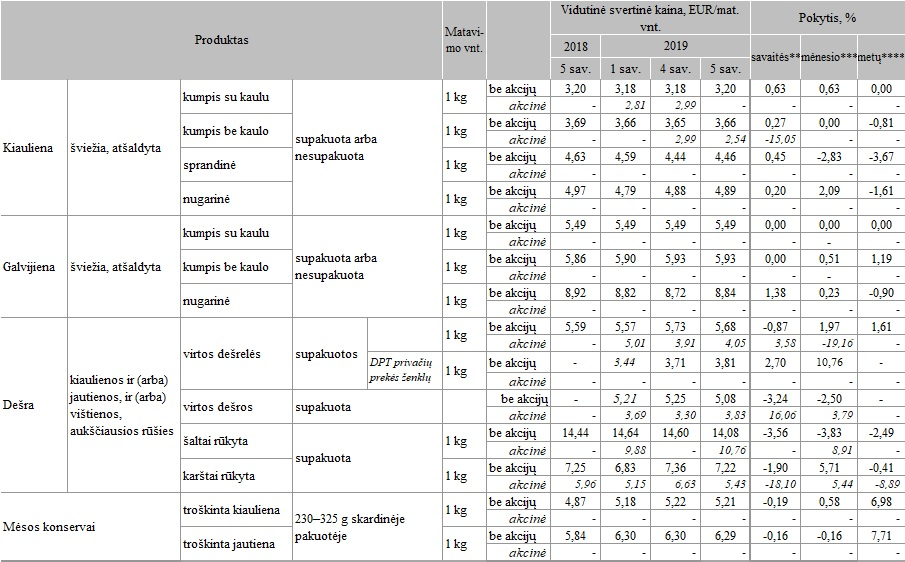 Produktas Matavi- Vidutinė svertinė kaina, EUR/mat. Pokytis, %
mo vnt. vnt.
2018 2019 savaitės** mėnesio*** metų****
5 sav. 1 sav. 4 sav. 5 sav.
Kiauliena šviežia, atšaldyta kumpis su kaulu supakuota arba nesupakuota 1 kg be akcijų 3,20 3,18 3,18 3,20 0,63 0,63 0,00
akcinė - 2,81 2,99 - - - -
kumpis be kaulo 1 kg be akcijų 3,69 3,66 3,65 3,66 0,27 0,00 -0,81
akcinė - - 2,99 2,54 -15,05 - -
sprandinė 1 kg be akcijų 4,63 4,59 4,44 4,46 0,45 -2,83 -3,67
akcinė - - - - - - -
nugarinė 1 kg be akcijų 4,97 4,79 4,88 4,89 0,20 2,09 -1,61
akcinė - - - - - - -
Galvijiena šviežia, atšaldyta kumpis su kaulu supakuota arba nesupakuota 1 kg be akcijų 5,49 5,49 5,49 5,49 0,00 0,00 0,00
akcinė - - - - - - -
kumpis be kaulo 1 kg be akcijų 5,86 5,90 5,93 5,93 0,00 0,51 1,19
akcinė - - - - - - -
nugarinė 1 kg be akcijų 8,92 8,82 8,72 8,84 1,38 0,23 -0,90
akcinė - - - - - - -
Dešra kiaulienos ir (arba) jautienos, ir (arba) vištienos, aukščiausios rūšies virtos dešrelės supakuotos 1 kg be akcijų 5,59 5,57 5,73 5,68 -0,87 1,97 1,61
akcinė - 5,01 3,91 4,05 3,58 -19,16 -
DPT privačių prekės ženklų 1 kg be akcijų - 3,44 3,71 3,81 2,70 10,76 -
akcinė - - - - - - -
virtos dešros supakuota be akcijų - 5,21 5,25 5,08 -3,24 -2,50 -
akcinė - 3,69 3,30 3,83 16,06 3,79 -
šaltai rūkyta supakuota 1 kg be akcijų 14,44 14,64 14,60 14,08 -3,56 -3,83 -2,49
akcinė - 9,88 - 10,76 - 8,91 -
karštai rūkyta 1 kg be akcijų 7,25 6,83 7,36 7,22 -1,90 5,71 -0,41
akcinė 5,96 5,15 6,63 5,43 -18,10 5,44 -8,89
Mėsos konservai troškinta kiauliena 230–325 g skardinėje pakuotėje 1 kg be akcijų 4,87 5,18 5,22 5,21 -0,19 0,58 6,98
akcinė - - - - - - -
troškinta jautiena 1 kg be akcijų 5,84 6,30 6,30 6,29 -0,16 -0,16 7,71
akcinė - - - - - - -